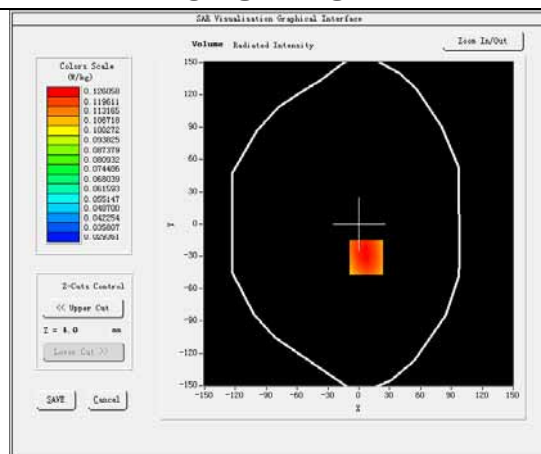 SAR Visualisation Graphical Interface
Volume Radiated Intensity
Zoom In/Out
Colors Scale
(W/kg)
0.126058
0.119611
0.113165
0.106718
0.100272
0.093825
0.087379
0.080932
0.074486
0.068039
0.061593
0.055147
0.048700
0.042254
0.035807
Z-Cuts Control
<< Upper Cut
Z = 4.0 mm
Lower Cut >>
SAVE
Cancel
150
120
90
60
30
0
-30
-60
-90
-120
-150
Y
-150 -120 -90 -60 -30 0 30 60 90 120 150
X